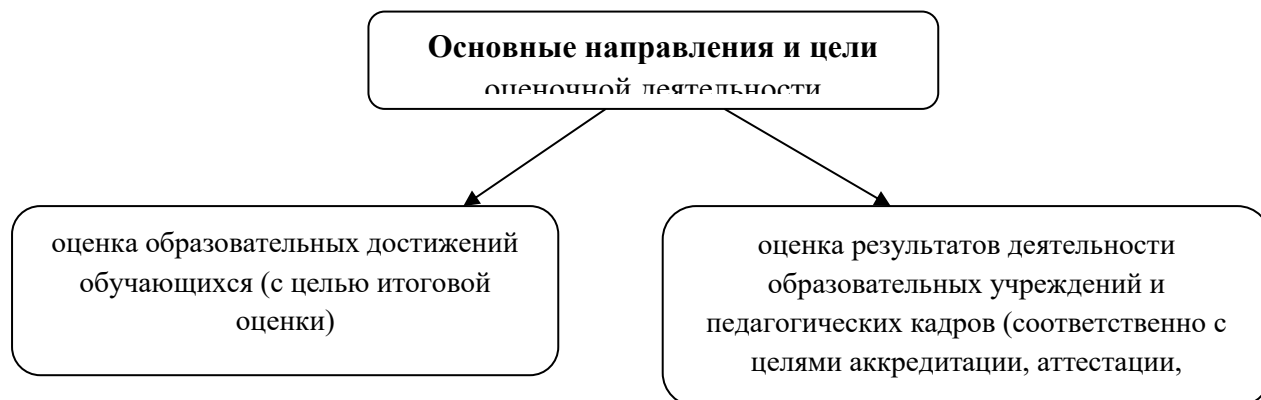 Основные направления и цели
оценочной деятельности
оценка образовательных достижений
обучающихся (с целью итоговой
оценки)
оценка результатов деятельности
образовательных учреждений и
педагогических кадров (соответственно с
целями аккредитации, аттестации,